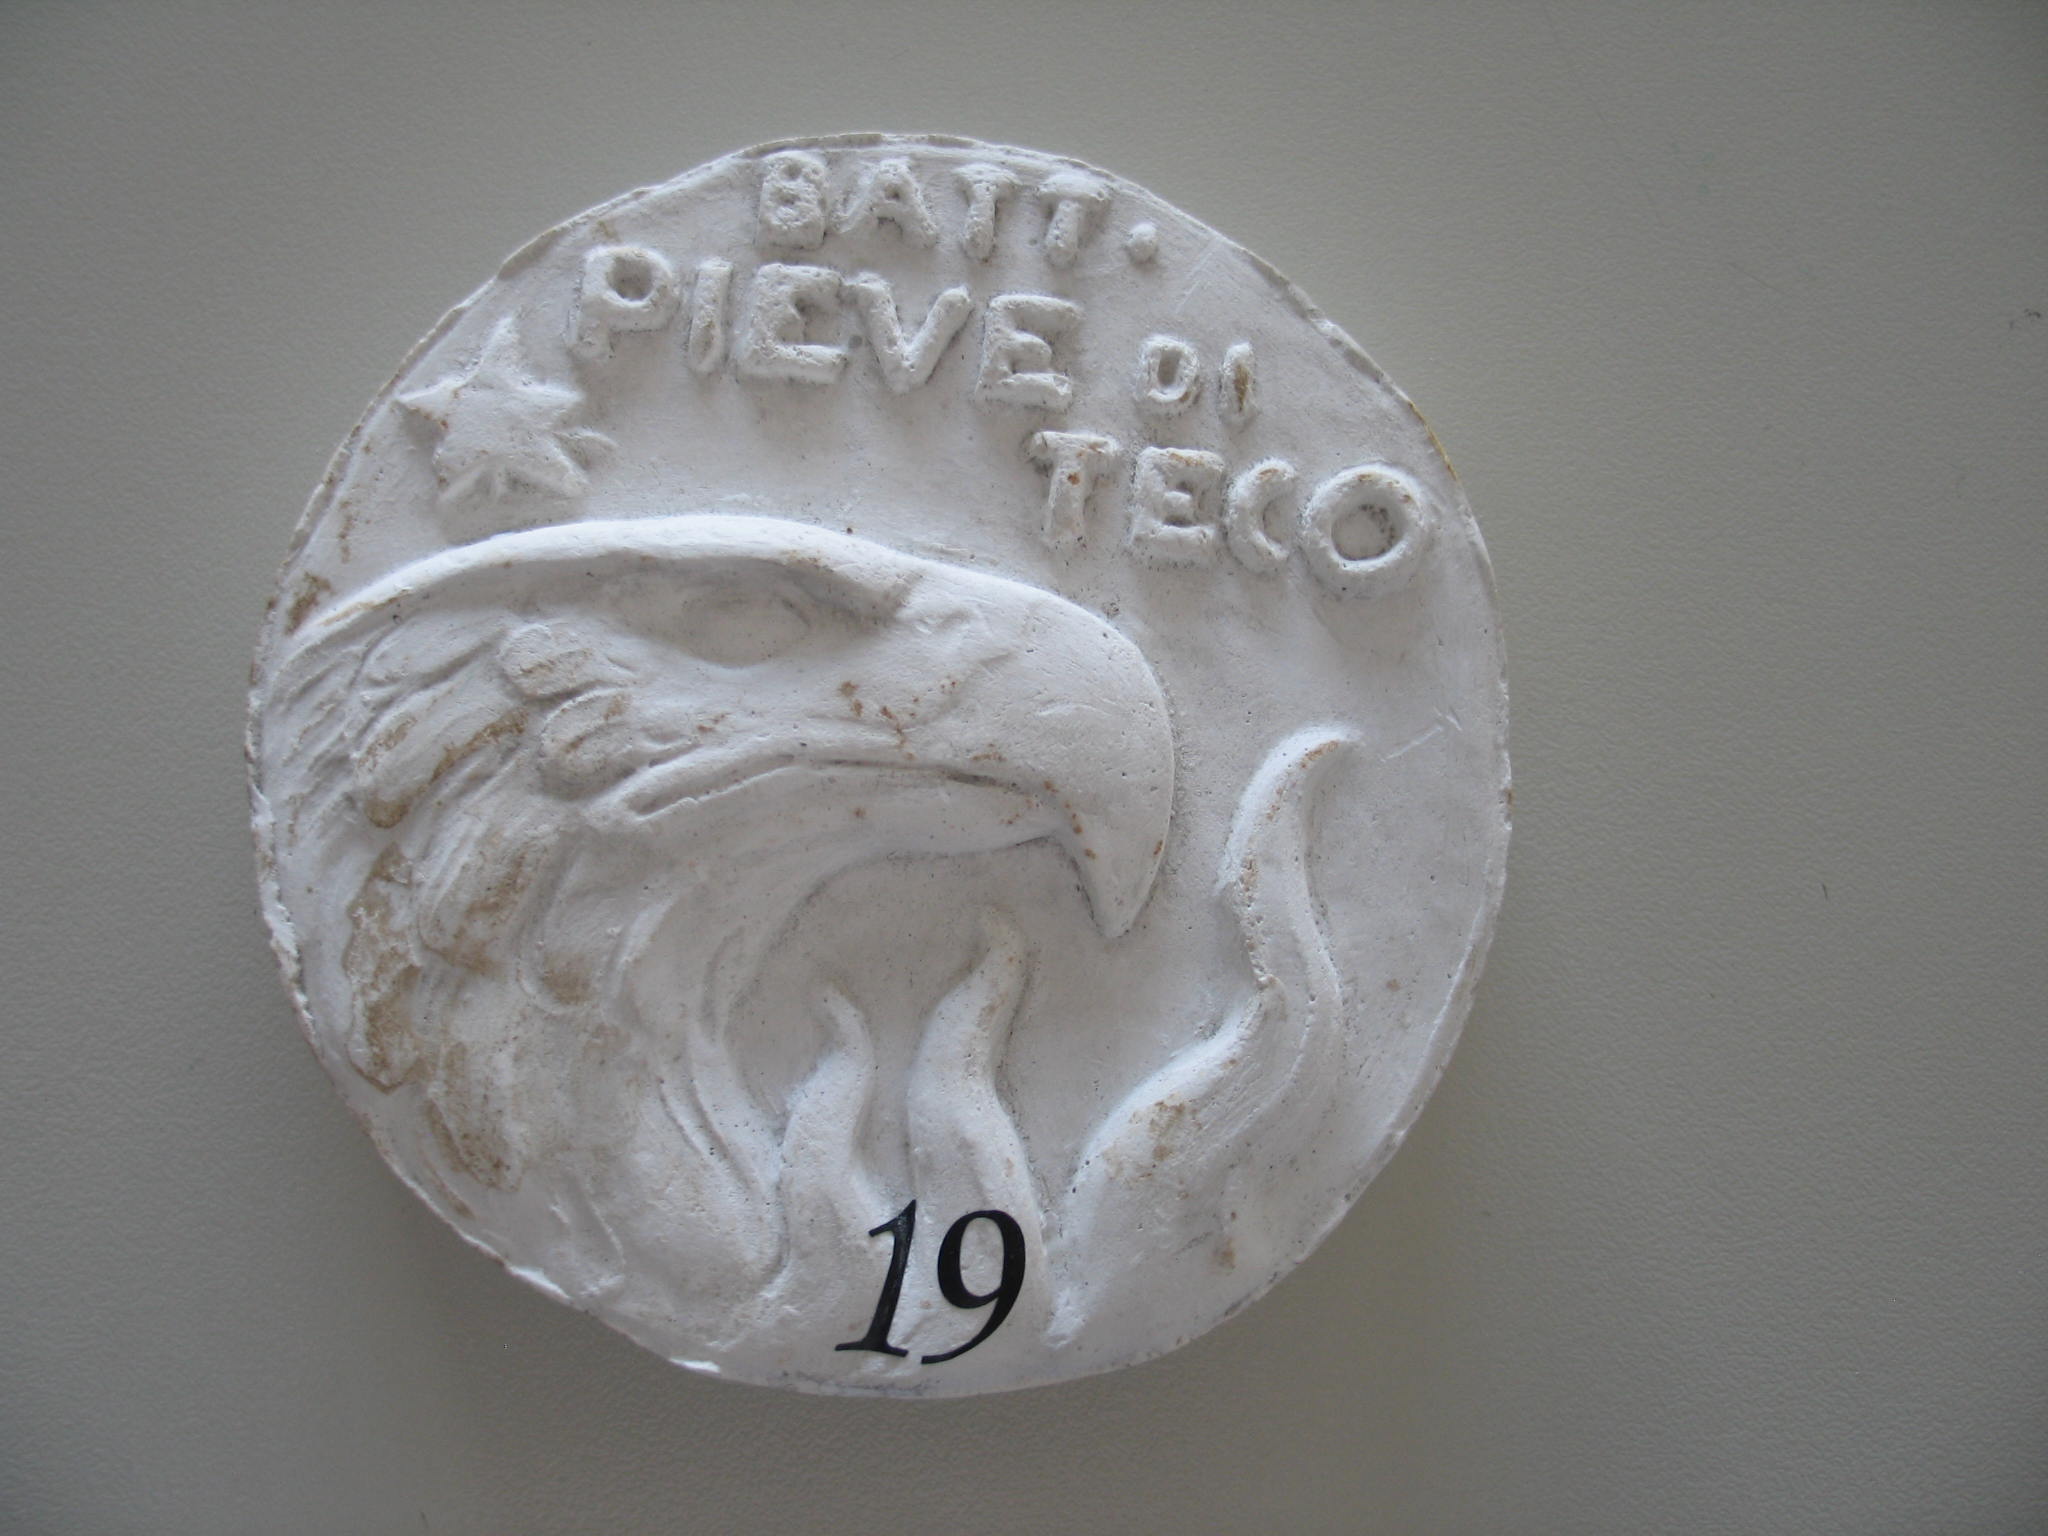 BATT.
PIEVE DI
TECO
19